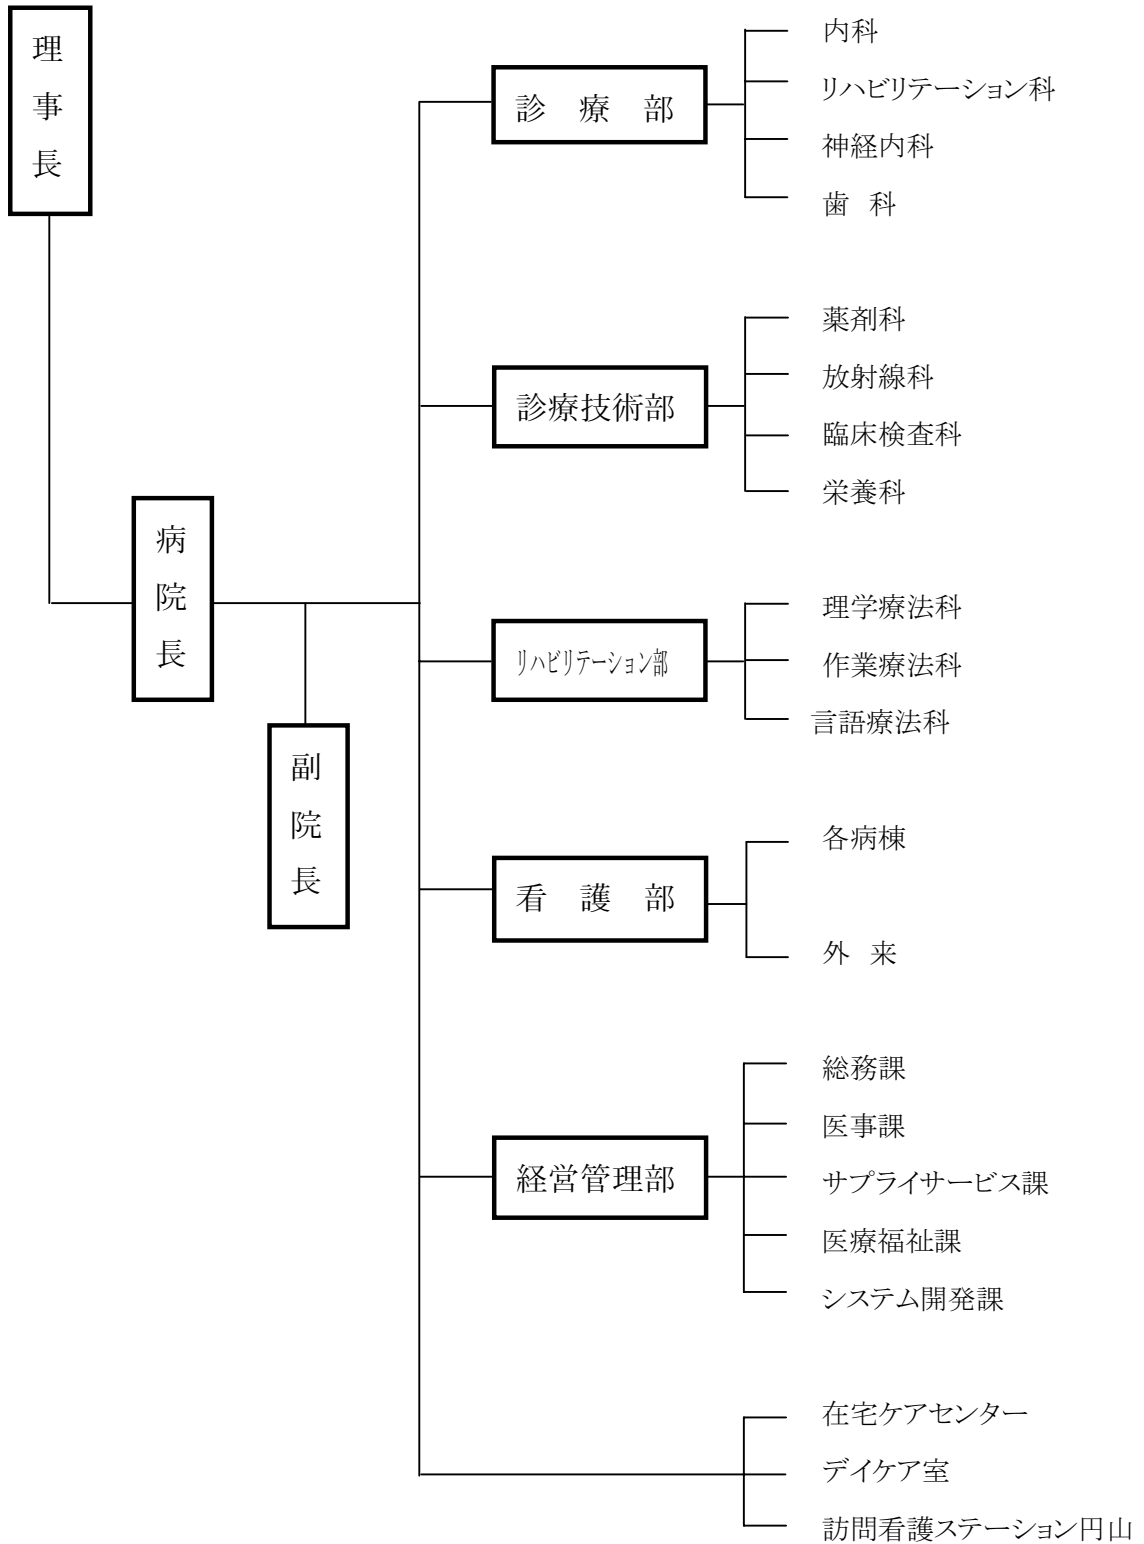 理事長
病院長
副院長
診 療 部
内科
リハビリテーション科
神経内科
歯 科
診療技術部
薬剤科
放射線科
臨床検査科
栄養科
リハビリテーション部
理学療法科
作業療法科
言語療法科
看 護 部
各病棟
外 来
経営管理部
総務課
医事課
サプライサービス課
医療福祉課
システム開発課
在宅ケアセンター
デイケア室
訪問看護ステーション円山